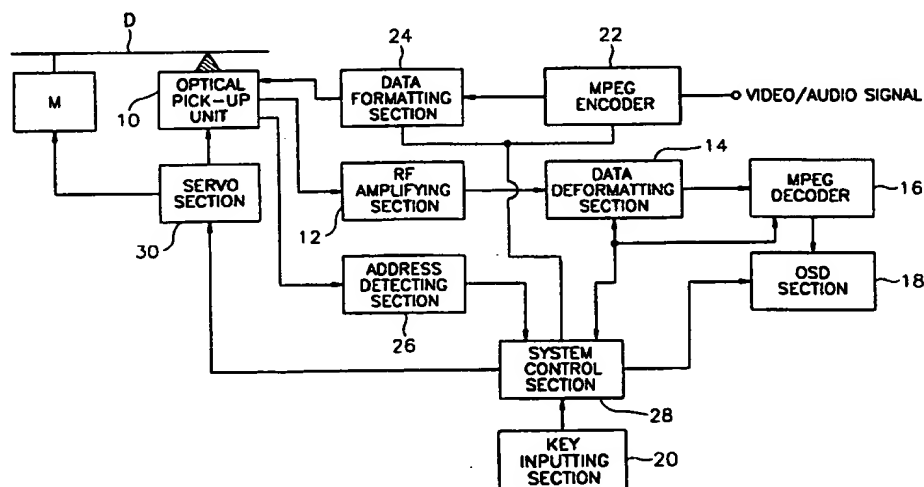 D
24
22
M
OPTICAL
PICK-UP
UNIT
10
DATA
FORMATTING
SECTION
MPEG
ENCODER
VIDEO/AUDIO SIGNAL
14
SERVO
SECTION
30
RF
AMPLIFYING
SECTION
12
DATA
DEFORMATTING
SECTION
MPEG
DECODER
16
ADDRESS
DETECTING
SECTION
26
OSD
SECTION
18
SYSTEM
CONTROL
SECTION
28
KEY
INPUTTING
SECTION
20